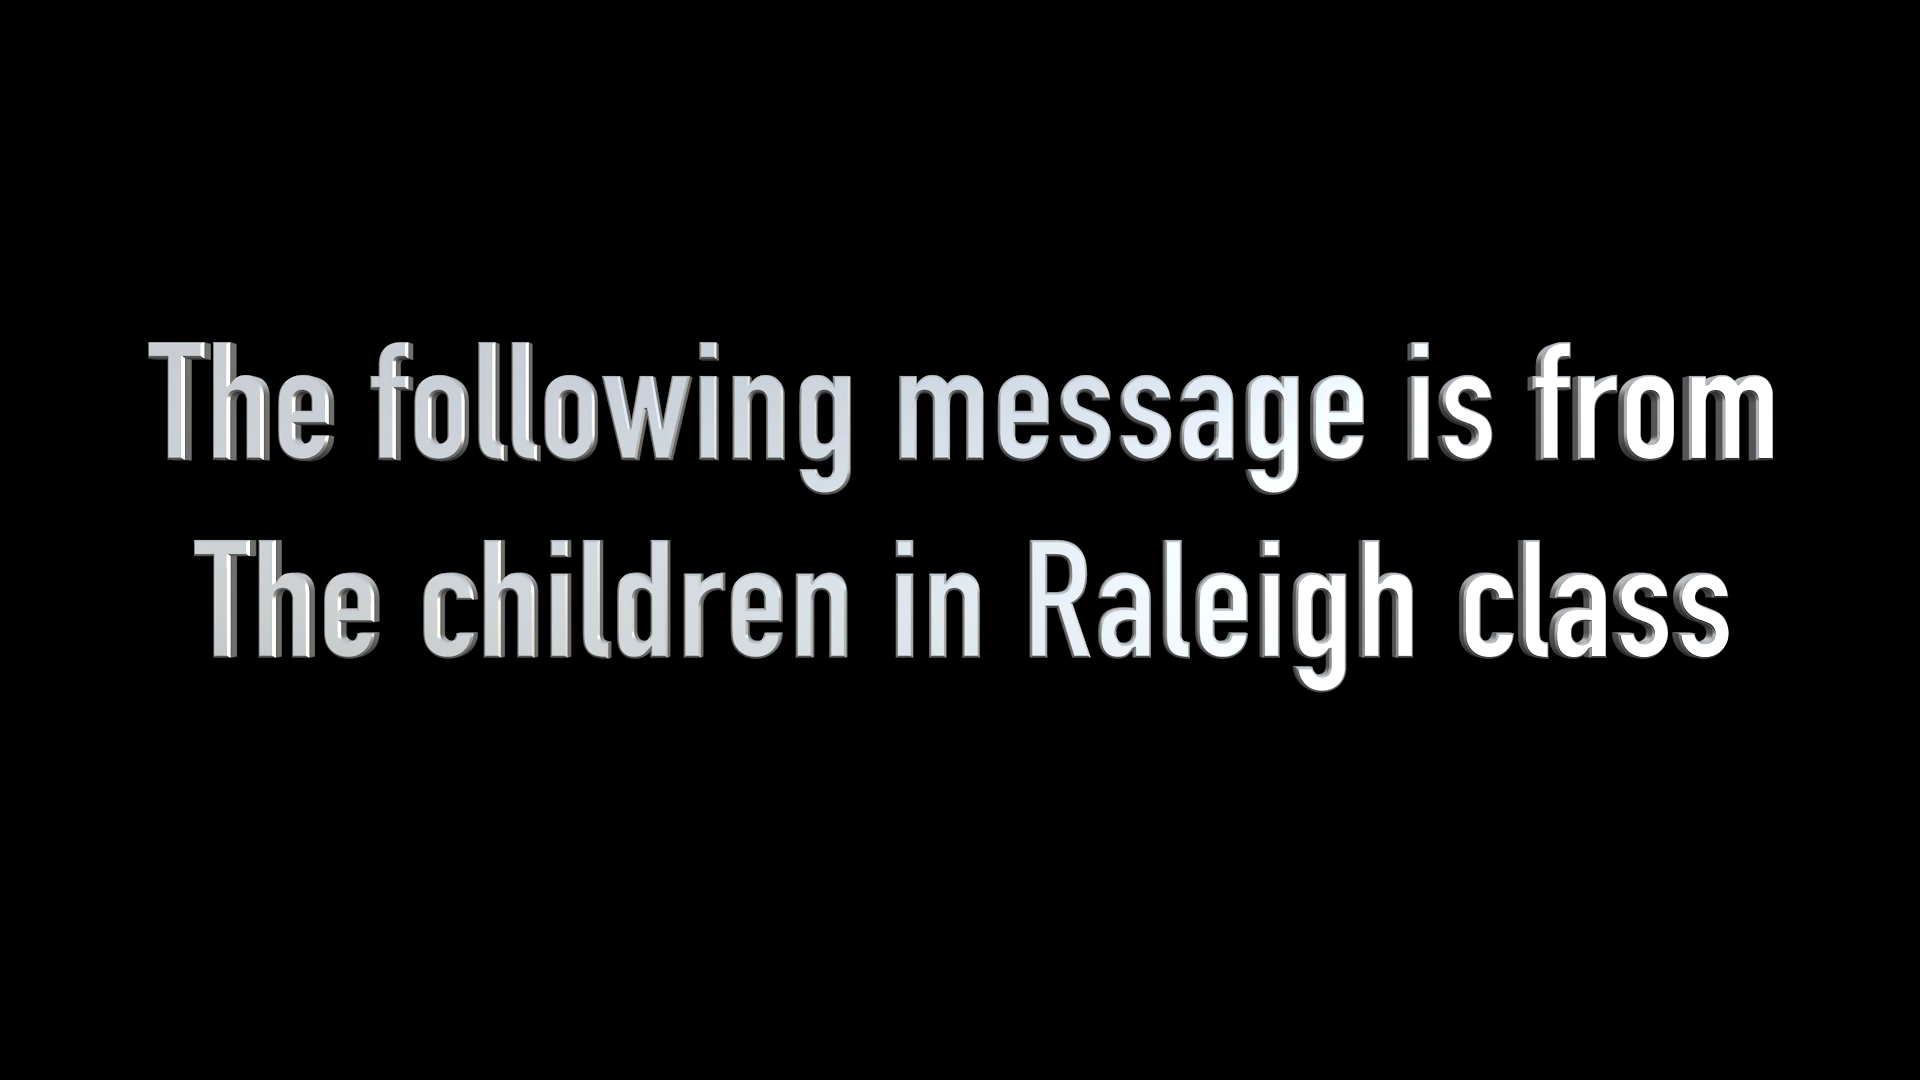 The following message is from
The children in Raleigh class